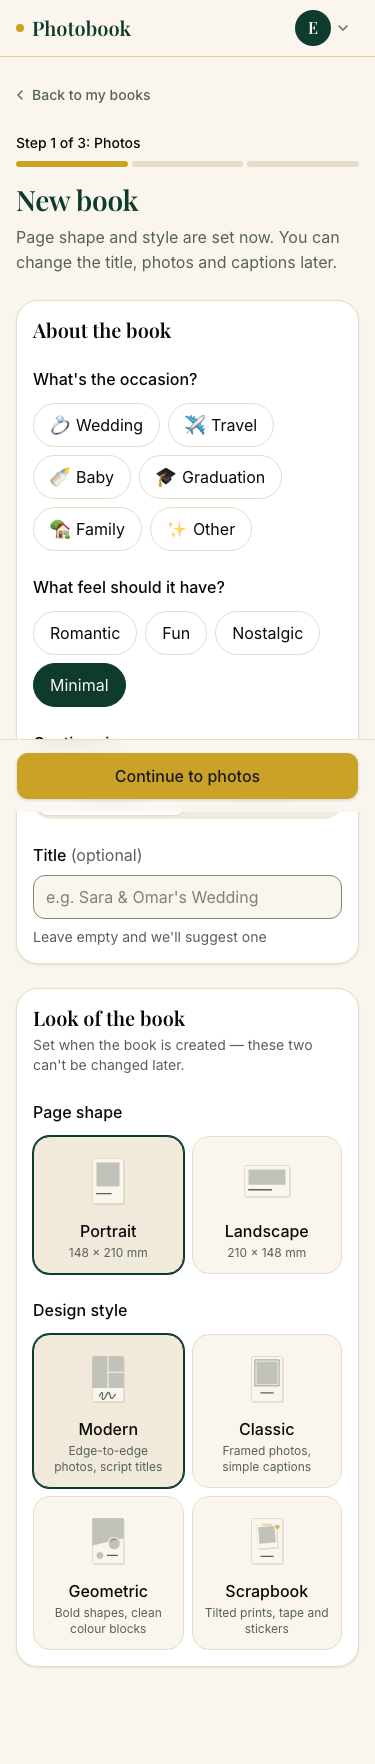 Photobook
E
Back to my books
Step 1 of 3: Photos
New book
Page shape and style are set now. You can
change the title, photos and captions later.
About the book
What's the occasion?
💍 Wedding
✈️ Travel
🍼 Baby
🎓 Graduation
🏡 Family
✨ Other
What feel should it have?
Romantic
Fun
Nostalgic
Minimal
Continue to photos
Title (optional)
e.g. Sara & Omar's Wedding
Leave empty and we'll suggest one
Look of the book
Set when the book is created — these two
can't be changed later.
Page shape
Portrait
148 × 210 mm
Landscape
210 × 148 mm
Design style
Modern
Edge-to-edge
photos, script titles
Classic
Framed photos,
simple captions
Geometric
Bold shapes, clean
colour blocks
Scrapbook
Tilted prints, tape and
stickers